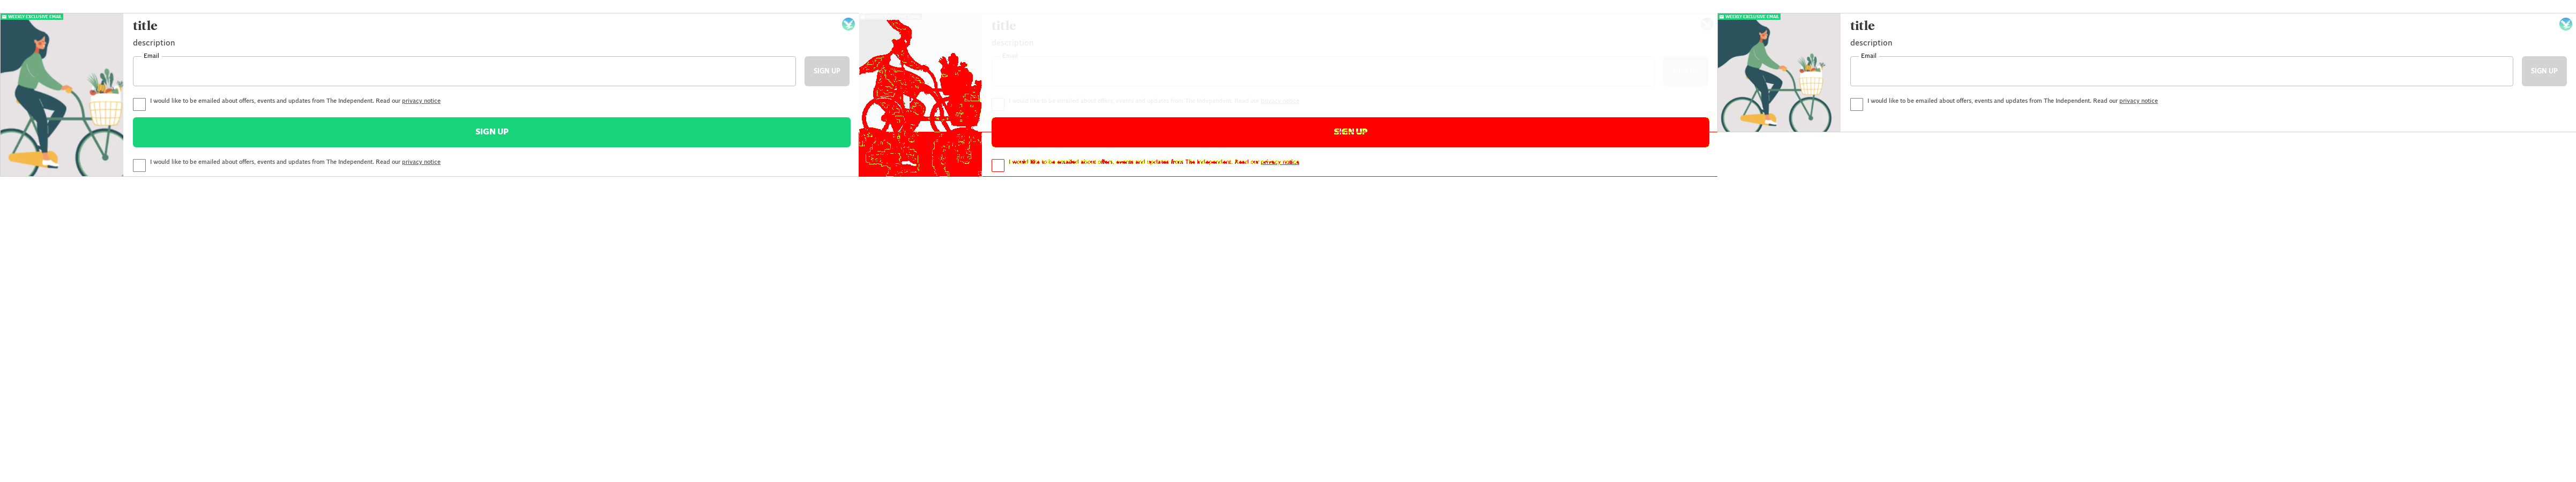 WEEKLY EXCLUSIVE EMAIL
title
description
Email
SIGN UP
I would like to be emailed about offers, events and updates from The Independent. Read our privacy notice
SIGN UP
I would like to be emailed about offers, events and updates from The Independent. Read our privacy notice
title
description
Email
I would like to be emailed about offers, events and updates from The Independent. Read our privacy notice
SIGN UP
I would like to be emailed about offers, events and updates from The Independent. Read our privacy notice
WEEKLY EXCLUSIVE EMAIL
title
description
Email
SIGN UP
I would like to be emailed about offers, events and updates from The Independent. Read our privacy notice